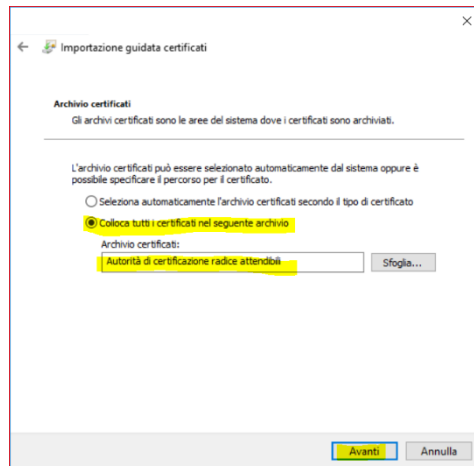 Importazione guidata certificati
Archivio certificati
Gli archivi certificati sono le aree del sistema dove i certificati sono archiviati.
L'archivio certificati può essere selezionato automaticamente dal sistema oppure è
possibile specificare il percorso per il certificato.
Seleziona automaticamente l'archivio certificati secondo il tipo di certificato
Colloca tutti i certificati nel seguente archivio
Archivio certificati:
Autorità di certificazione radice attendibili
Sfoglia...
Avanti
Annulla